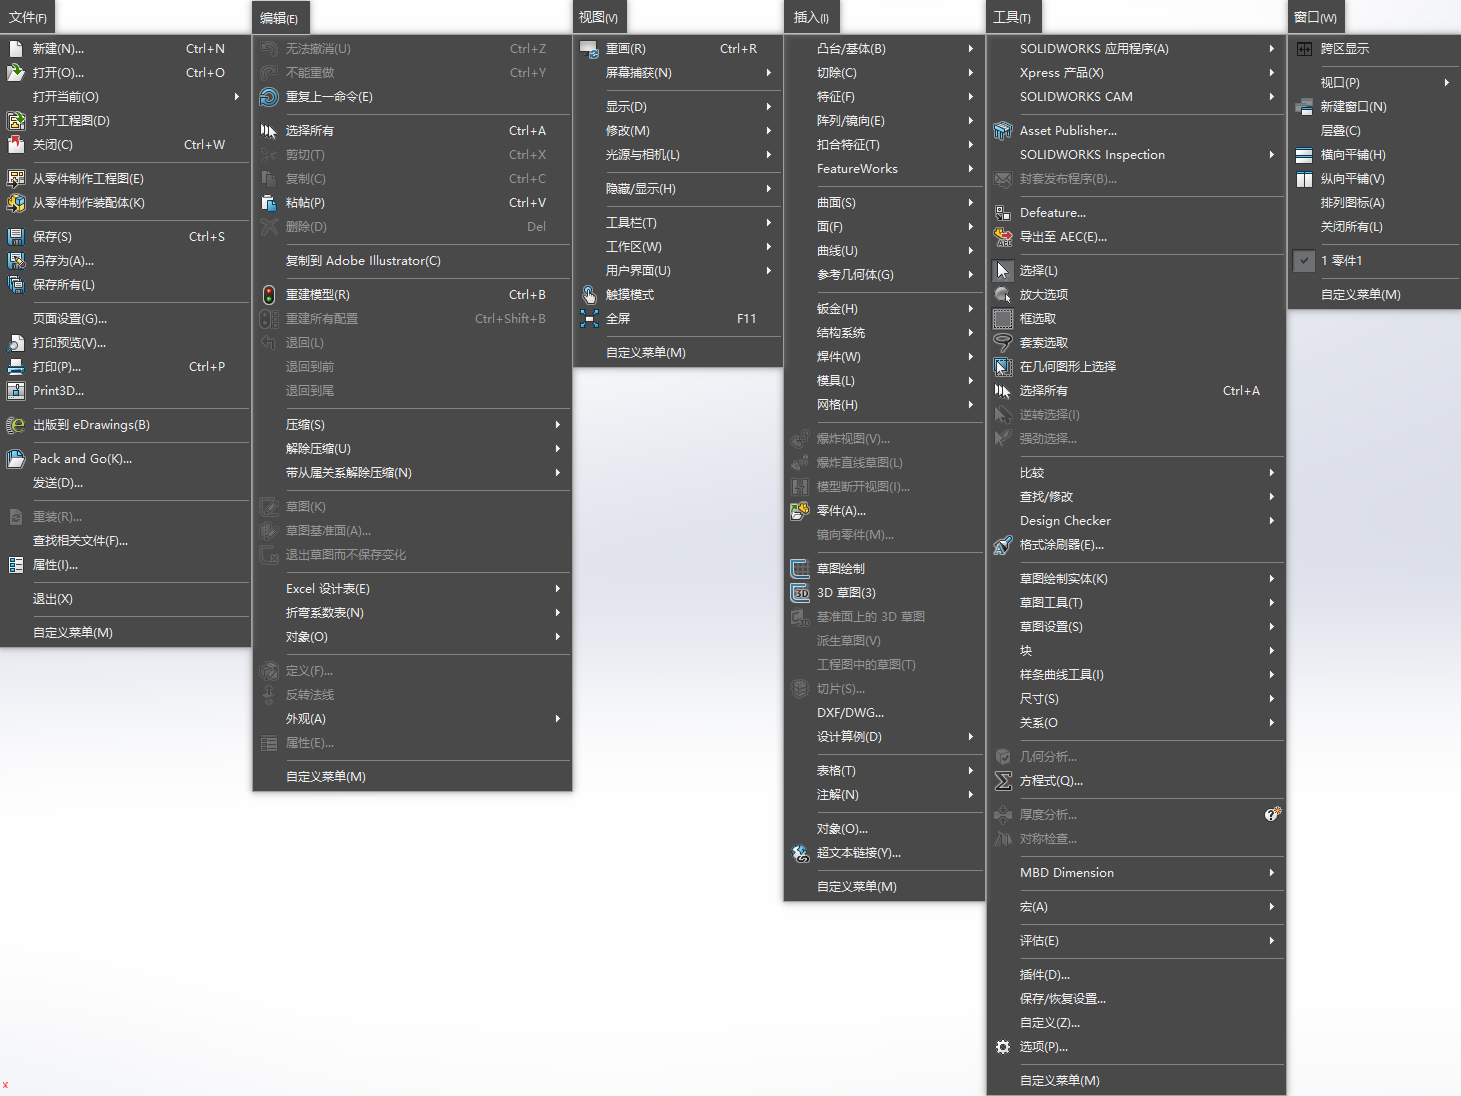 文件(F)
新建(N)... Ctrl+N
打开(O)... Ctrl+O
打开当前(O)
打开工程图(D)
关闭(C) Ctrl+W
从零件制作工程图(E)
从零件制作装配体(K)
保存(S) Ctrl+S
另存为(A)...
保存所有(L)
页面设置(G)...
打印预览(V)...
打印(P)... Ctrl+P
Print3D...
出版到 eDrawings(B)
Pack and Go(K)...
发送(D)...
重装(R)...
查找相关文件(F)...
属性(I)...
退出(X)
自定义菜单(M)
编辑(E)
无法撤消(U) Ctrl+Z
不能重做 Ctrl+Y
重复上一命令(E)
选择所有 Ctrl+A
剪切(T) Ctrl+X
复制(C) Ctrl+C
粘帖(P) Ctrl+V
删除(D) Del
复制到 Adobe Illustrator(C)
重建模型(R) Ctrl+B
重建所有配置 Ctrl+Shift+B
退回(L)
退回到前
退回到尾
压缩(S)
解除压缩(U)
带从属关系解除压缩(N)
草图(K)
草图基准面(A)...
退出草图而不保存变化
Excel 设计表(E)
折弯系数表(N)
对象(O)
定义(F)...
反转法线
外观(A)
属性(E)...
自定义菜单(M)
视图(V)
重画(R) Ctrl+R
屏幕捕获(N)
显示(D)
修改(M)
光源与相机(L)
隐藏/显示(H)
工具栏(T)
工作区(W)
用户界面(U)
触摸模式
全屏 F11
自定义菜单(M)
插入(I)
凸台/基体(B)
切除(C)
特征(F)
阵列/镜向(E)
扣合特征(T)
FeatureWorks
曲面(S)
面(F)
曲线(U)
参考几何体(G)
钣金(H)
结构系统
焊件(W)
模具(L)
网格(H)
爆炸视图(V)...
爆炸直线草图(L)
模型断开视图(I)...
零件(A)...
镜向零件(M)...
草图绘制
3D 草图(3)
基准面上的 3D 草图
派生草图(V)
工程图中的草图(T)
切片(S)...
DXF/DWG...
设计算例(D)
表格(T)
注解(N)
对象(O)...
超文本链接(Y)...
自定义菜单(M)
工具(T)
SOLIDWORKS 应用程序(A)
Xpress 产品(X)
SOLIDWORKS CAM
Asset Publisher...
SOLIDWORKS Inspection
封套发布程序(B)...
Defeature...
导出至 AEC(E)...
选择(L)
放大选项
框选取
套索选取
在几何图形上选择
选择所有 Ctrl+A
逆转选择(I)
强劲选择...
比较
查找/修改
Design Checker
格式涂刷器(E)...
草图绘制实体(K)
草图工具(T)
草图设置(S)
块
样条曲线工具(I)
尺寸(S)
关系(O
几何分析...
方程式(Q)...
厚度分析...
对称检查...
MBD Dimension
宏(A)
评估(E)
插件(D)...
保存/恢复设置...
自定义(Z)...
选项(P)...
自定义菜单(M)
窗口(W)
跨区显示
视口(P)
新建窗口(N)
层叠(C)
横向平铺(H)
纵向平铺(V)
排列图标(A)
关闭所有(L)
1 零件1
自定义菜单(M)
x